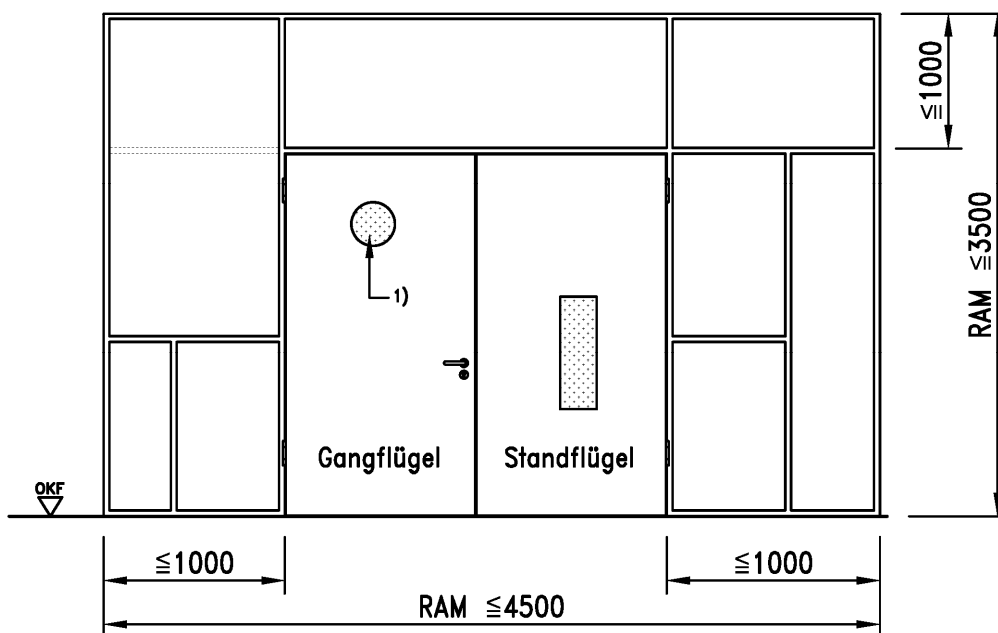 ≦1000
RAM ≦3500
1)
Gangflügel
Standflügel
OKF
≦1000
≦1000
RAM ≦4500